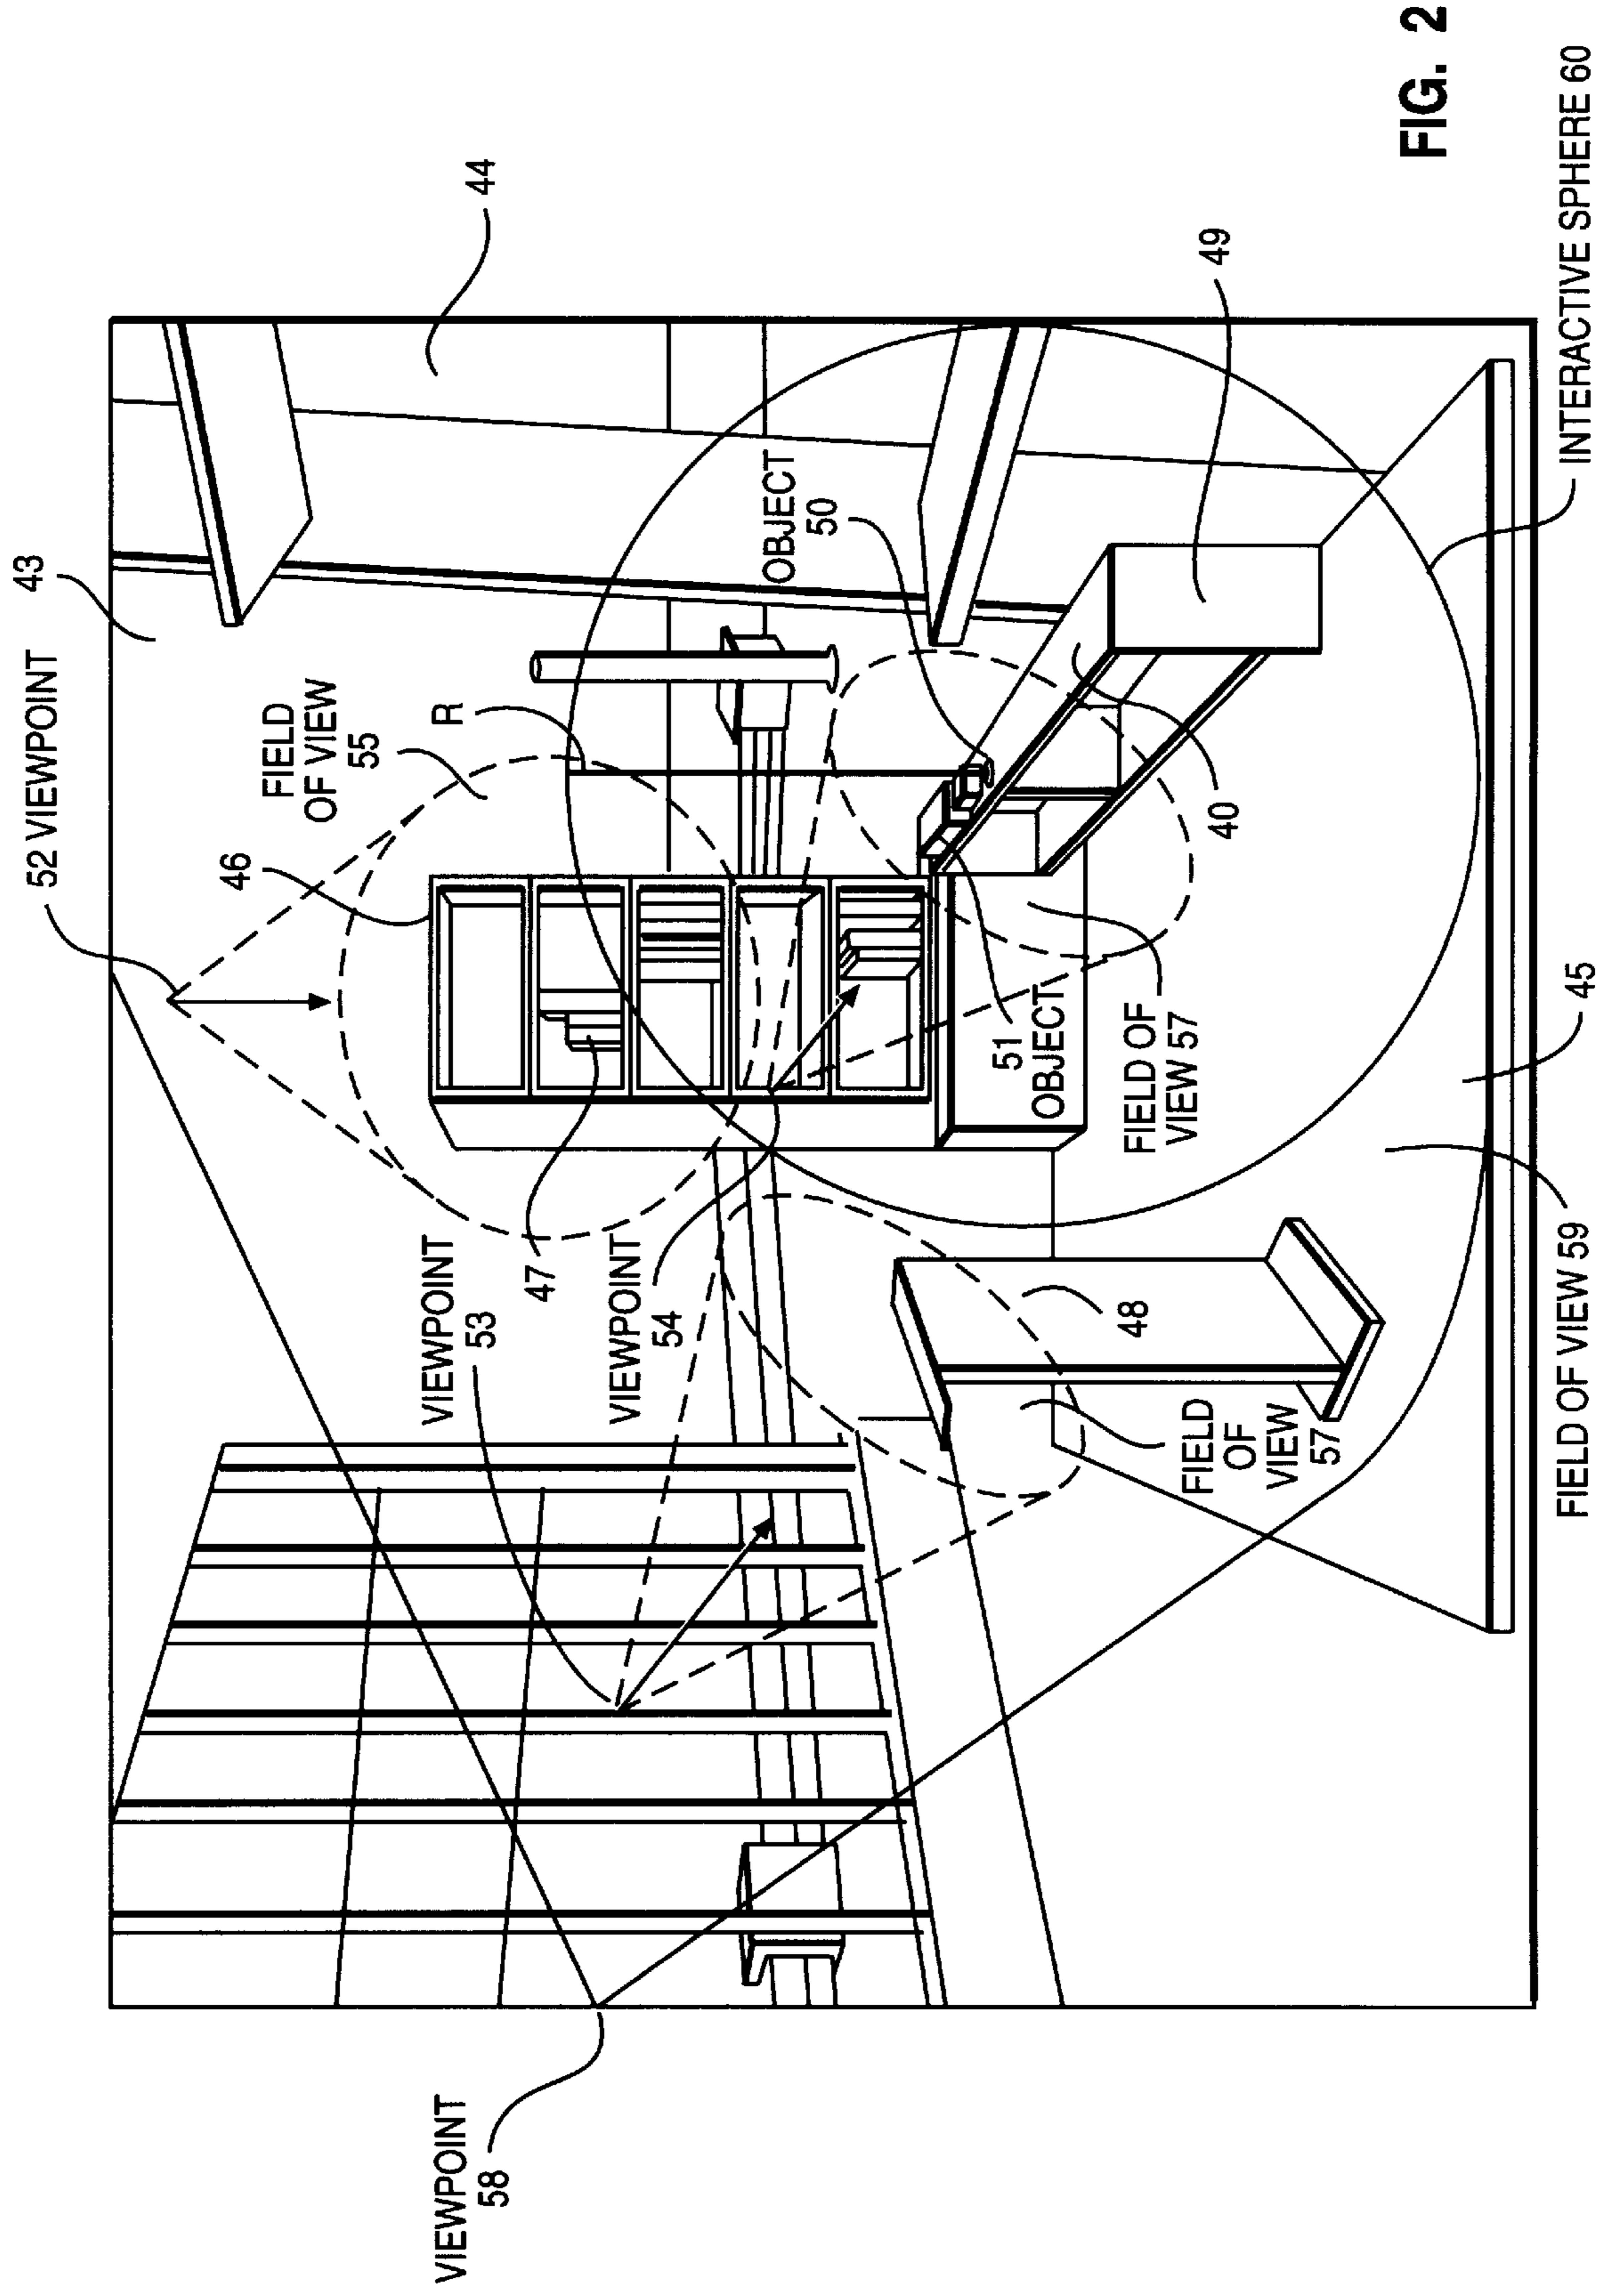 52 VIEWPOINT
43
46
FIELD
OF VIEW
55
VIEWPOINT
58
VIEWPOINT
53
R
44
47
VIEWPOINT
54
OBJECT
50
51
OBJECT
48
FIELD OF
VIEW 57
FIELD
OF
VIEW
57
40
49
FIG. 2
FIELD OF VIEW 59
45
INTERACTIVE SPHERE 60